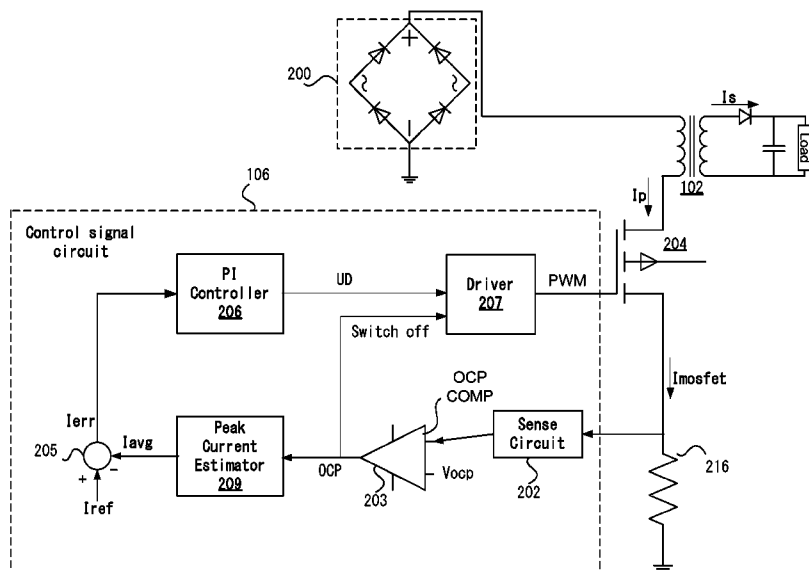 200
+
−
Is
Load
102
106
Ip
204
Control signal
circuit
PI
Controller
206
UD
Driver
207
PWM
Switch off
Imosfet
OCP
COMP
Ierr
Iavg
Peak
Current
Estimator
209
Sense
Circuit
216
205
OCP
Vocp
202
203
+
-
Iref